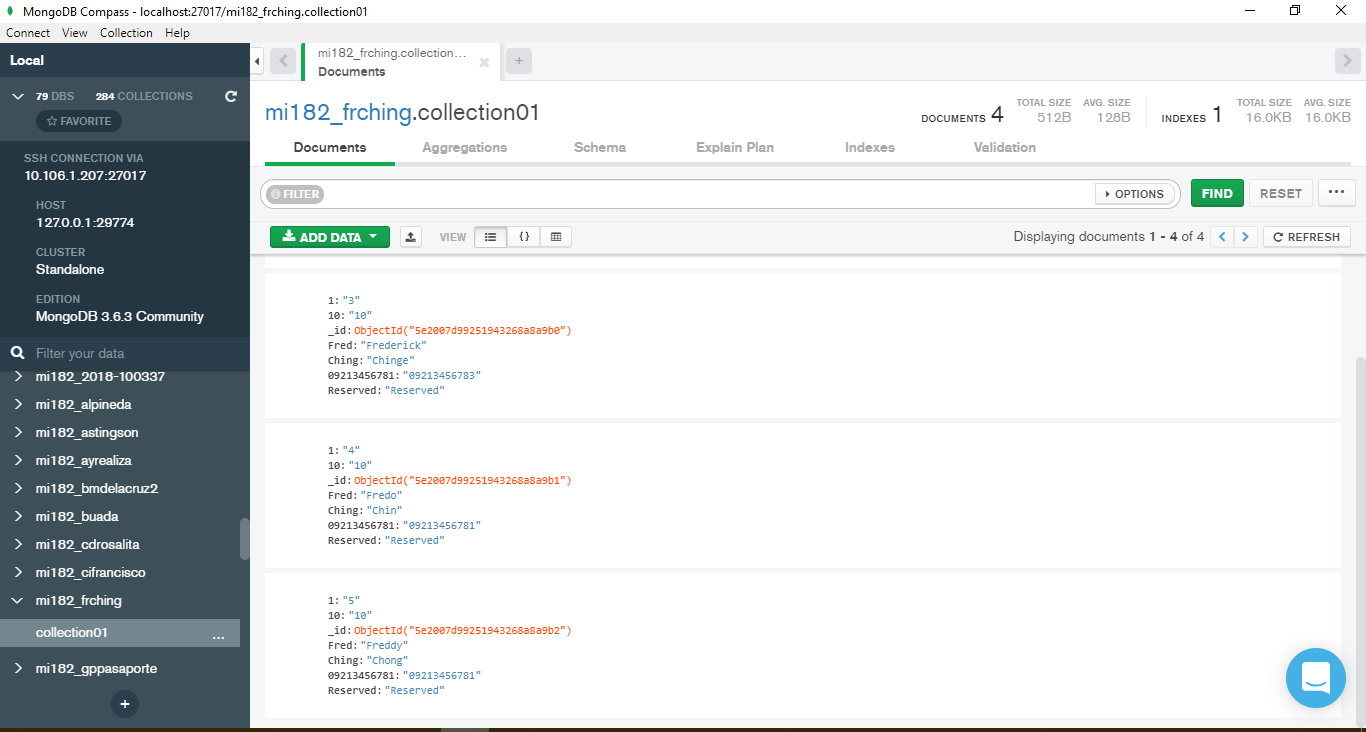 MongoDB Compass - localhost:27017/mi182_frching.collection01
Connect View Collection Help
Local
79 DBS 284 COLLECTIONS
FAVORITE
SSH CONNECTION VIA
10.106.1.207:27017
HOST
127.0.0.1:29774
CLUSTER
Standalone
EDITION
MongoDB 3.6.3 Community
Filter your data
mi182_2018-100337
mi182_alpineda
mi182_astingson
mi182_ayrealiza
mi182_bmdelacruz2
mi182_buada
mi182_cdrosalita
mi182_cifrancisco
mi182_frching
collection01 ...
mi182_gppasaporte
+
mi182_frching.collection...
Documents
+
mi182_frching.collection01
DOCUMENTS 4 TOTAL SIZE 512B AVG. SIZE 128B INDEXES 1 TOTAL SIZE 16.0KB AVG. SIZE 16.0KB
Documents Aggregations Schema Explain Plan Indexes Validation
FILTER OPTIONS FIND RESET ...
ADD DATA VIEW {} Displaying documents 1 - 4 of 4 < > REFRESH
1: "3"
10: "10"
_id: ObjectId("5e2007d99251943268a8a9b0")
Fred: "Frederick"
Ching: "Chinge"
09213456781: "09213456783"
Reserved: "Reserved"
1: "4"
10: "10"
_id: ObjectId("5e2007d99251943268a8a9b1")
Fred: "Fredo"
Ching: "Chin"
09213456781: "09213456781"
Reserved: "Reserved"
1: "5"
10: "10"
_id: ObjectId("5e2007d99251943268a8a9b2")
Fred: "Freddy"
Ching: "Chong"
09213456781: "09213456781"
Reserved: "Reserved"